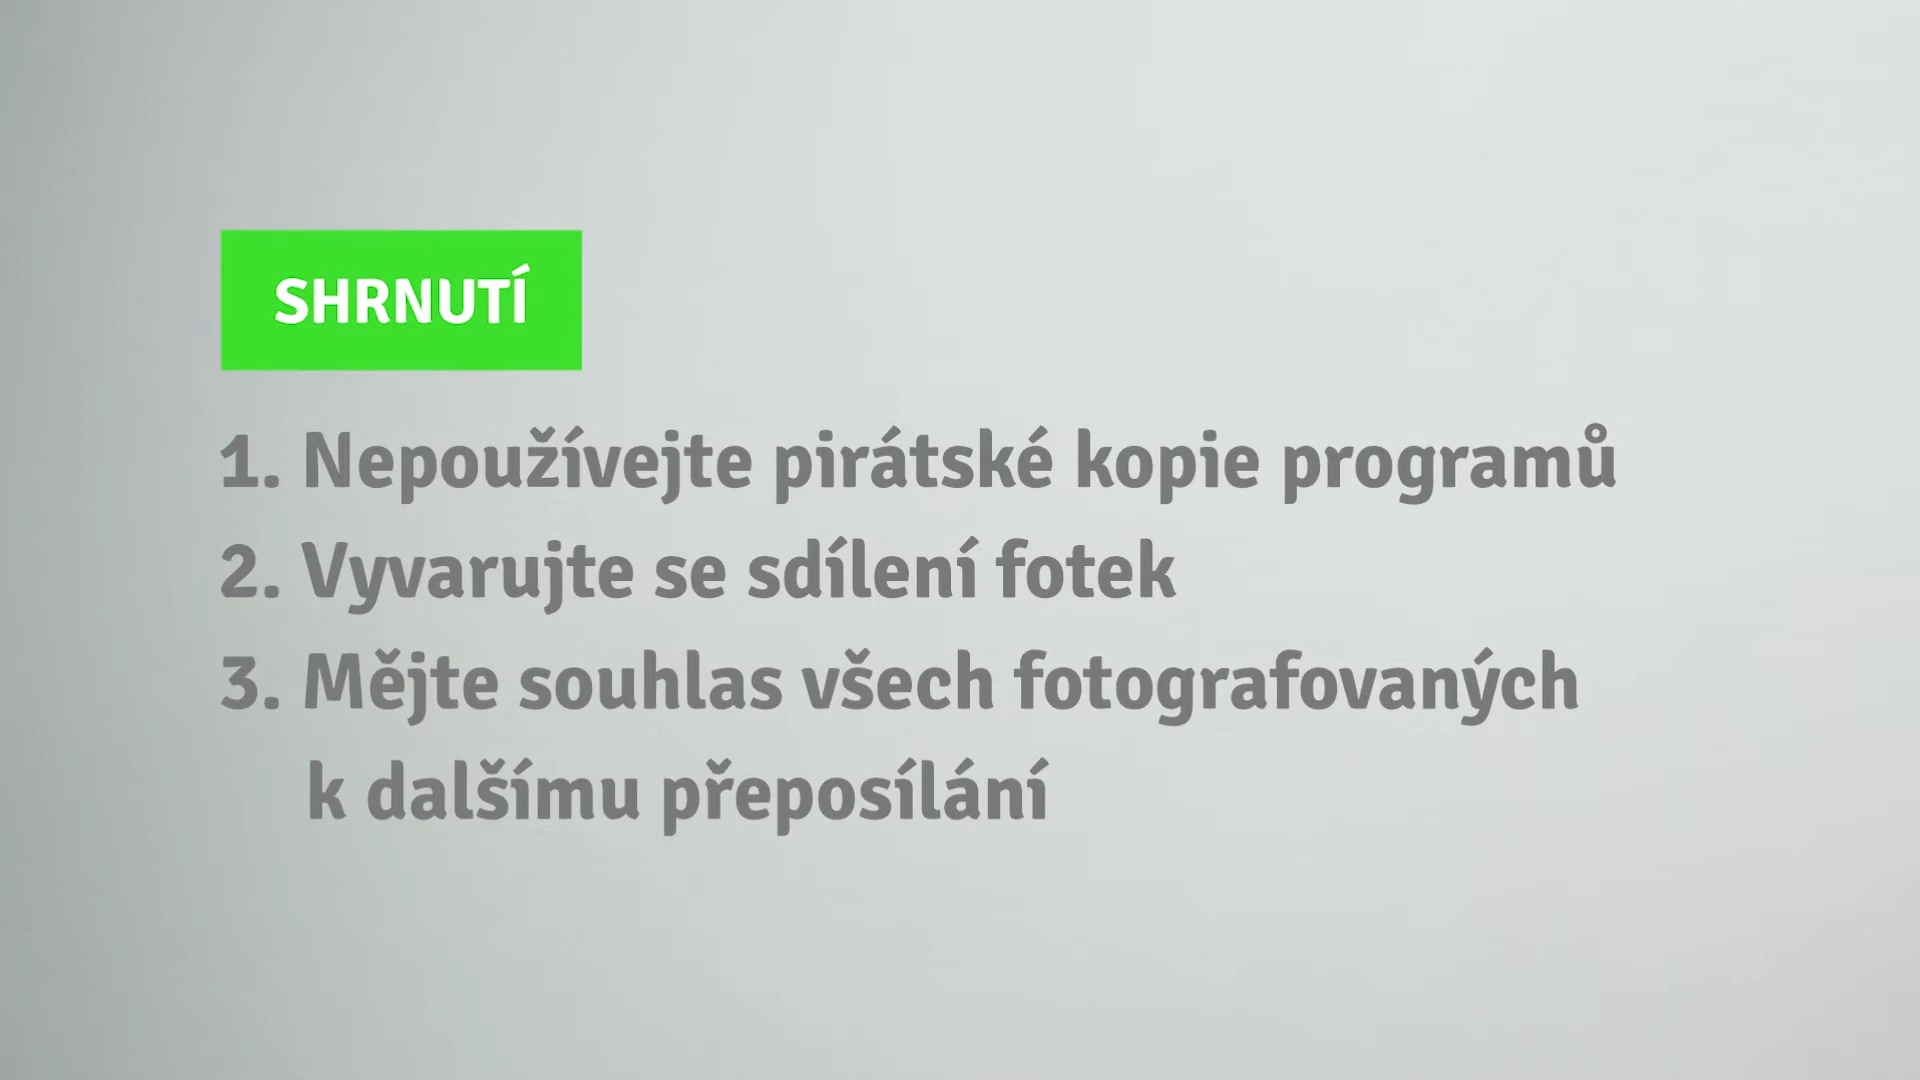 SHRNUTÍ
1. Nepoužívejte pirátské kopie programů
2. Vyvarujte se sdílení fotek
3. Mějte souhlas všech fotografovaných
k dalšímu přeposílání